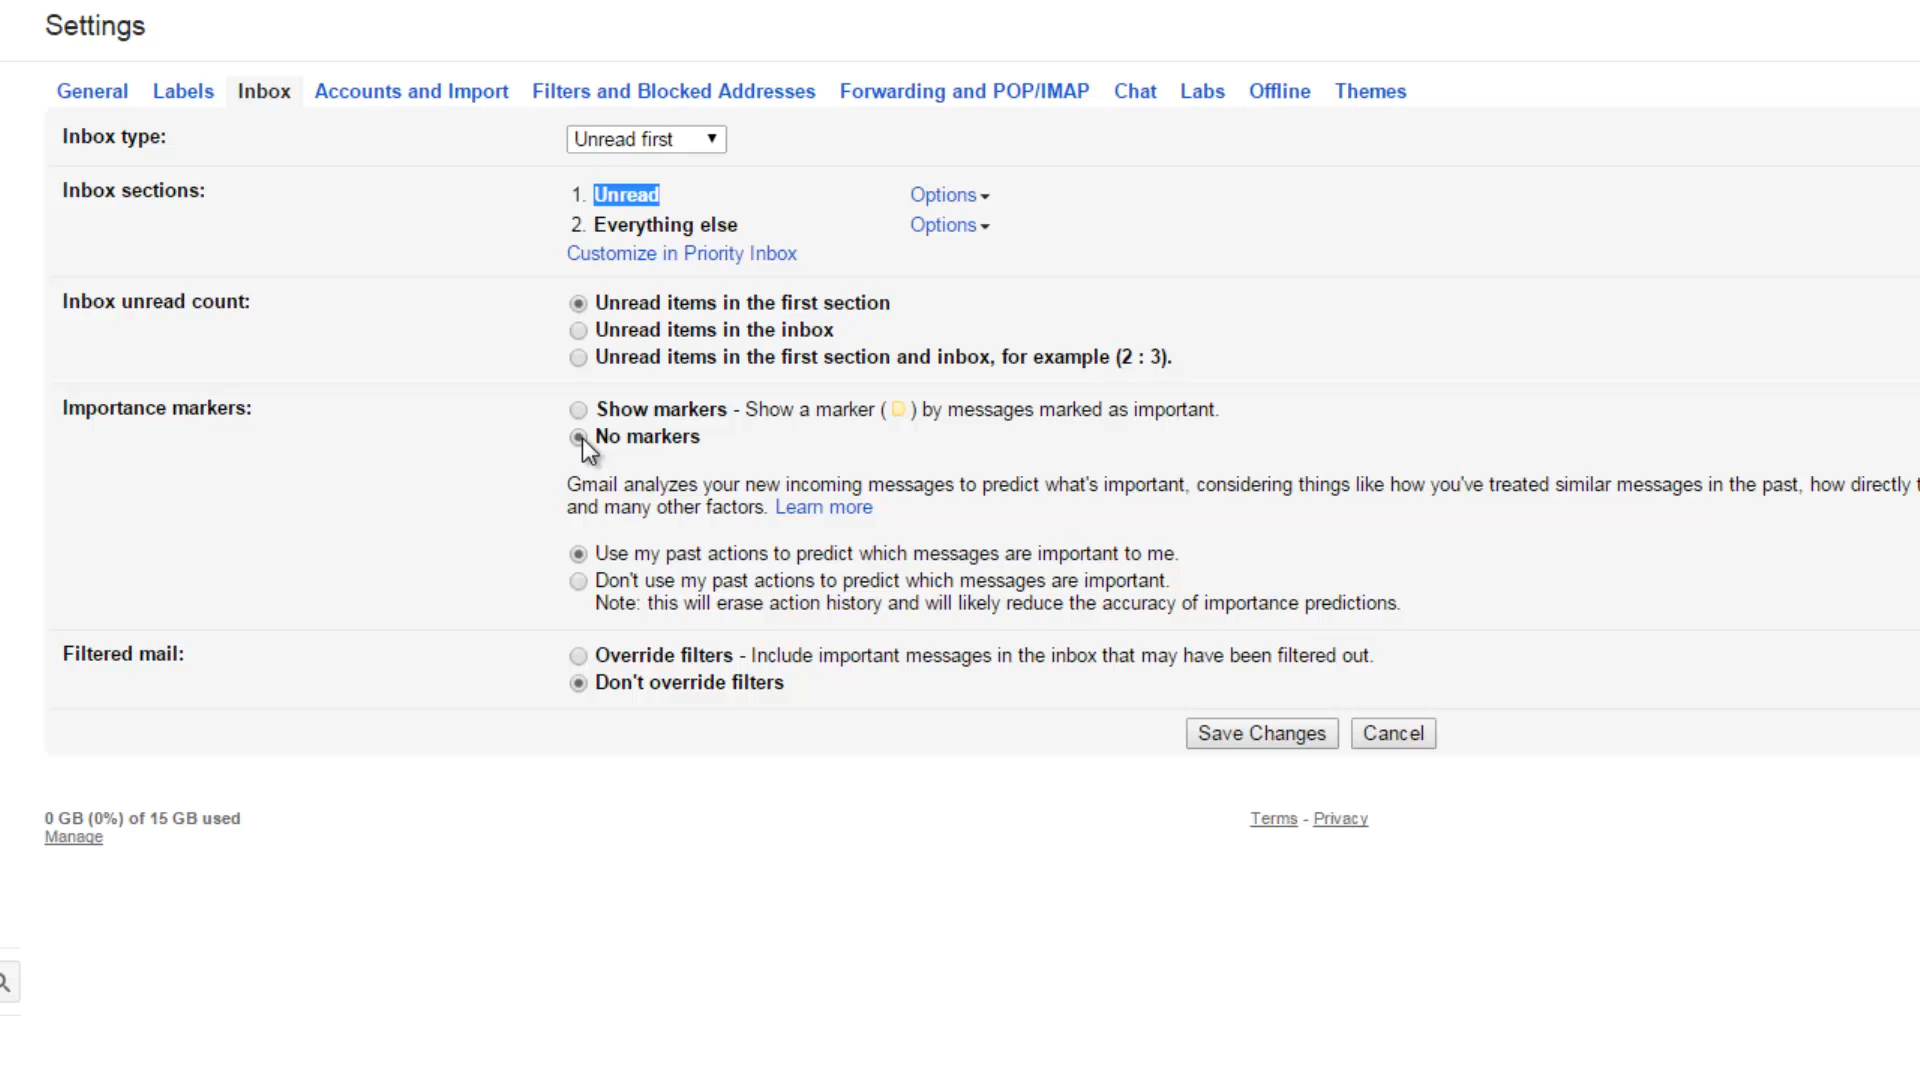 Settings
General Labels Inbox Accounts and Import Filters and Blocked Addresses Forwarding and POP/IMAP Chat Labs Offline Themes
Inbox type: Unread first
Inbox sections: 1. Unread Options
2. Everything else Options
Customize in Priority Inbox
Inbox unread count: Unread items in the first section
Unread items in the inbox
Unread items in the first section and inbox, for example (2 : 3).
Importance markers: Show markers - Show a marker ( ) by messages marked as important.
No markers
Gmail analyzes your new incoming messages to predict what's important, considering things like how you've treated similar messages in the past, how directly
and many other factors. Learn more
Use my past actions to predict which messages are important to me.
Don't use my past actions to predict which messages are important.
Note: this will erase action history and will likely reduce the accuracy of importance predictions.
Filtered mail: Override filters - Include important messages in the inbox that may have been filtered out.
Don't override filters
Save Changes Cancel
0 GB (0%) of 15 GB used
Manage
Terms - Privacy